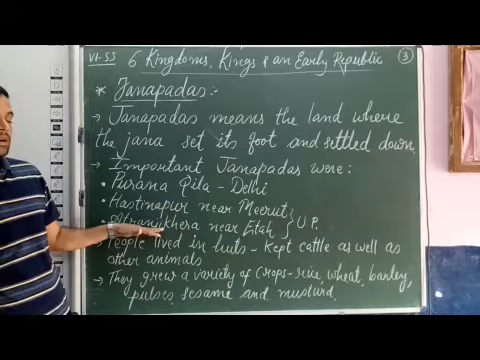 VI-SS 6 Kingdoms, Kings & an Early Republic 3
* Janapadas:-
→ Janapadas means the land where
the jana set its foot and settled down.
→ Important Janapadas were:
• Purana Qila - Delhi
• Hastinapur near Meerut
• Atranjikhera near Etah } U.P.
→ People lived in huts - Kept cattle as well as
other animals
→ They grew a variety of crops - rice wheat, barley,
pulses, sesame and musturd.